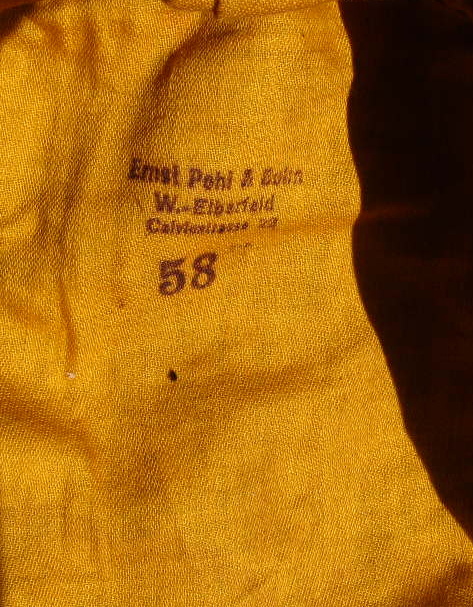 Ernst Pohl & Sohn
W.-Elberfeld
Calvinstrasse
58